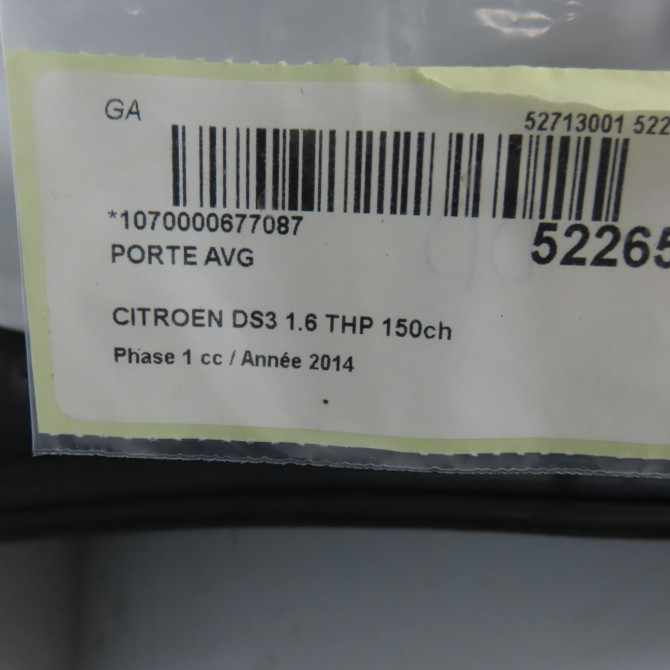 GA
52713001 522
*1070000677087
52265
PORTE AVG
CITROEN DS3 1.6 THP 150ch
Phase 1 cc / Année 2014